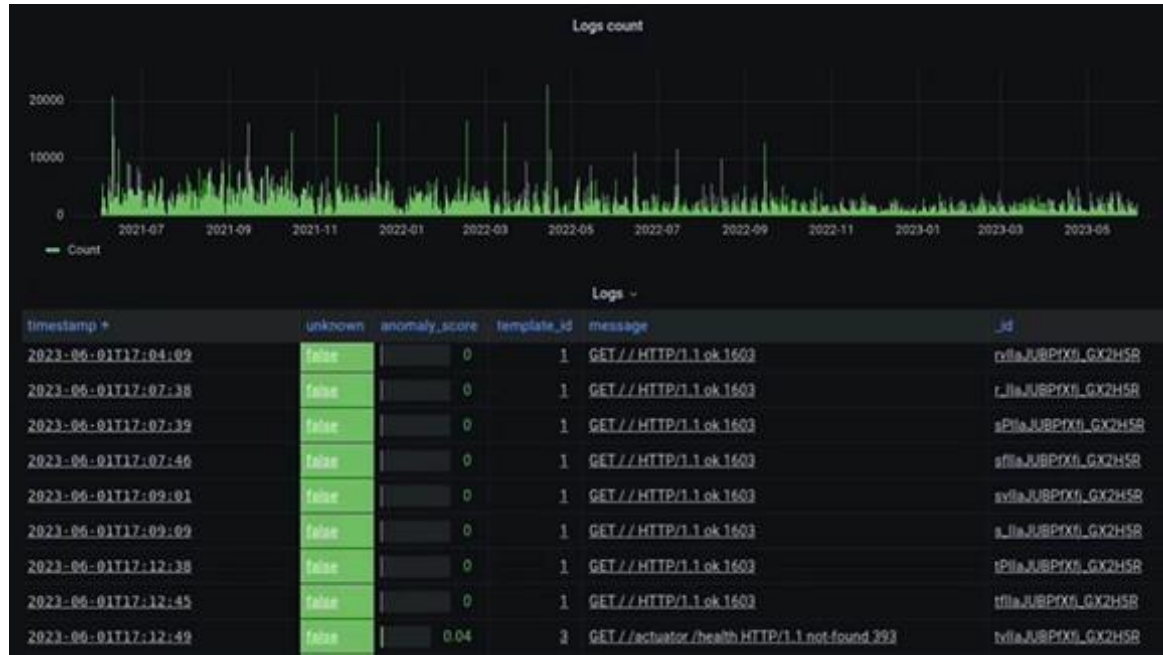 Logs count
20000
10000
0
2021-07 2021-09 2021-11 2022-01 2022-03 2022-05 2022-07 2022-09 2022-11 2023-01 2023-03 2023-05
Count
Logs
timestamp unknown anomaly_score template_id message _id
2023-06-01T17:04:09 false 0 1 GET / / HTTP/1.1 ok 1603
2023-06-01T17:07:38 false 0 1 GET / / HTTP/1.1 ok 1603
2023-06-01T17:07:39 false 0 1 GET / / HTTP/1.1 ok 1603
2023-06-01T17:07:46 false 0 1 GET / / HTTP/1.1 ok 1603
2023-06-01T17:09:01 false 0 1 GET / / HTTP/1.1 ok 1603
2023-06-01T17:09:09 false 0 1 GET / / HTTP/1.1 ok 1603
2023-06-01T17:12:38 false 0 1 GET / / HTTP/1.1 ok 1603
2023-06-01T17:12:45 false 0 1 GET / / HTTP/1.1 ok 1603
2023-06-01T17:12:49 false 0.04 3 GET / /actuator /health HTTP/1.1 not-found 393